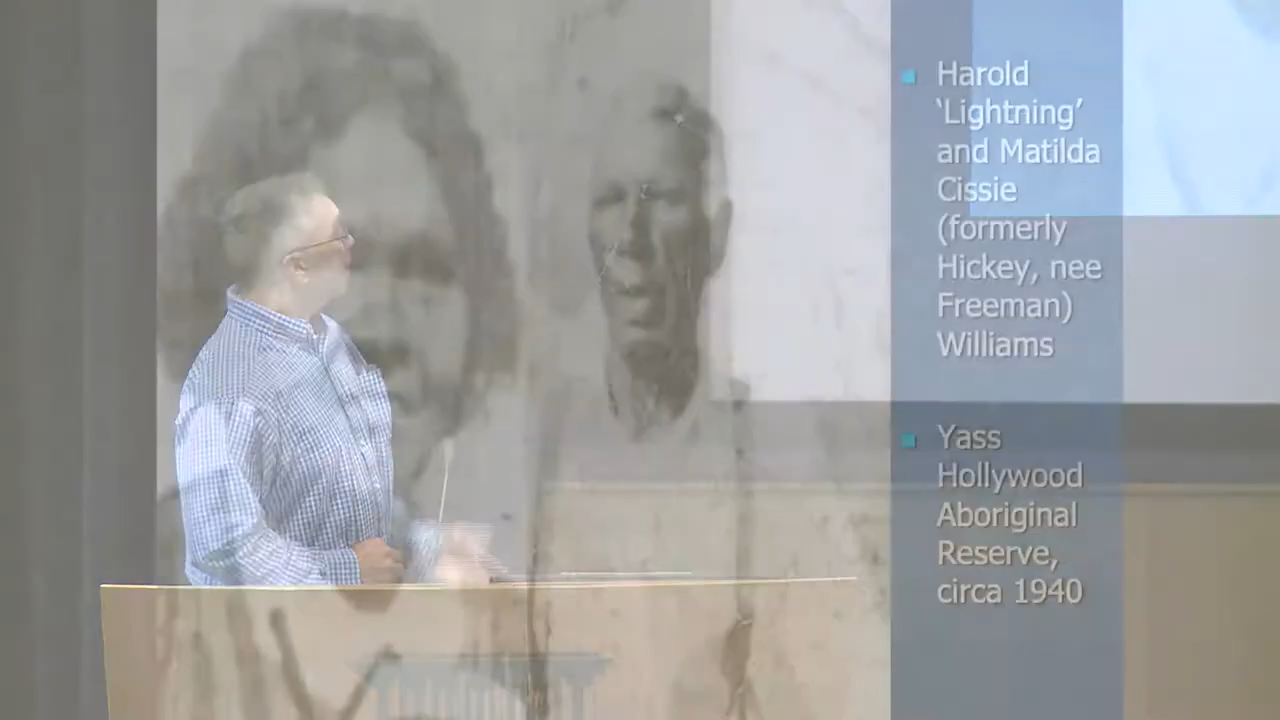 Harold
‘Lightning’
and Matilda
Cissie
(formerly
Hickey, nee
Freeman)
Williams
Yass
Hollywood
Aboriginal
Reserve,
circa 1940